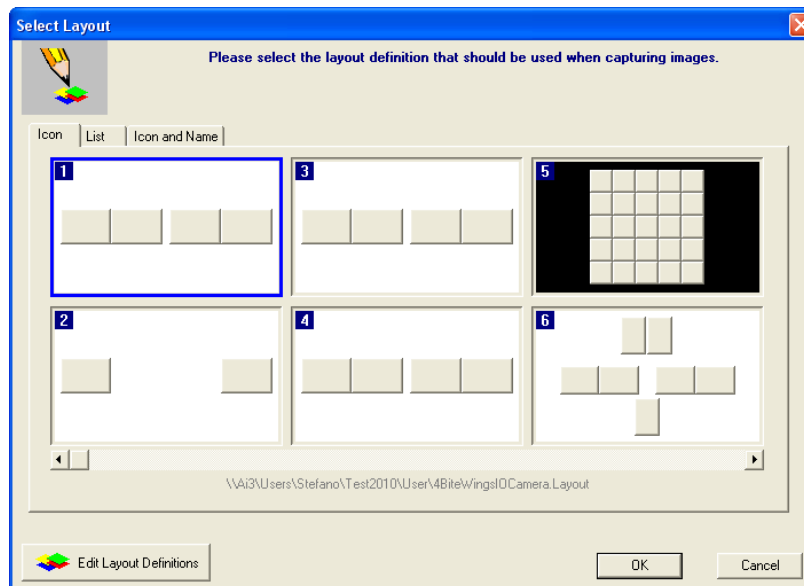 Select Layout
Please select the layout definition that should be used when capturing images.
Icon List Icon and Name
1 3 5
2 4 6
\\Ai3\Users\Stefano\Test2010\User\4BiteWingsIOCamera.Layout
Edit Layout Definitions OK Cancel